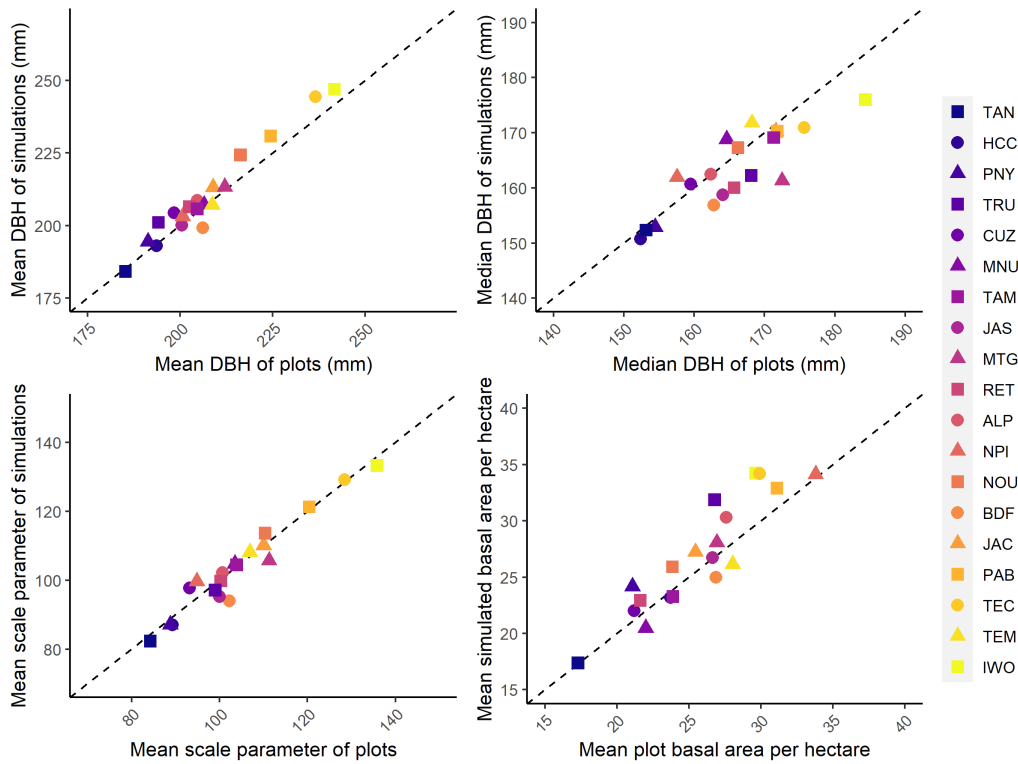 Mean DBH of simulations (mm)
250
225
200
175
175
200
225
250
Mean DBH of plots (mm)
Median DBH of simulations (mm)
190
180
170
160
150
140
140
150
160
170
180
190
Median DBH of plots (mm)
Mean scale parameter of simulations
140
120
100
80
80
100
120
140
Mean scale parameter of plots
Mean simulated basal area per hectare
40
35
30
25
20
15
15
20
25
30
35
40
Mean plot basal area per hectare
TAN
HCC
PNY
TRU
CUZ
MNU
TAM
JAS
MTG
RET
ALP
NPI
NOU
BDF
JAC
PAB
TEC
TEM
IWO